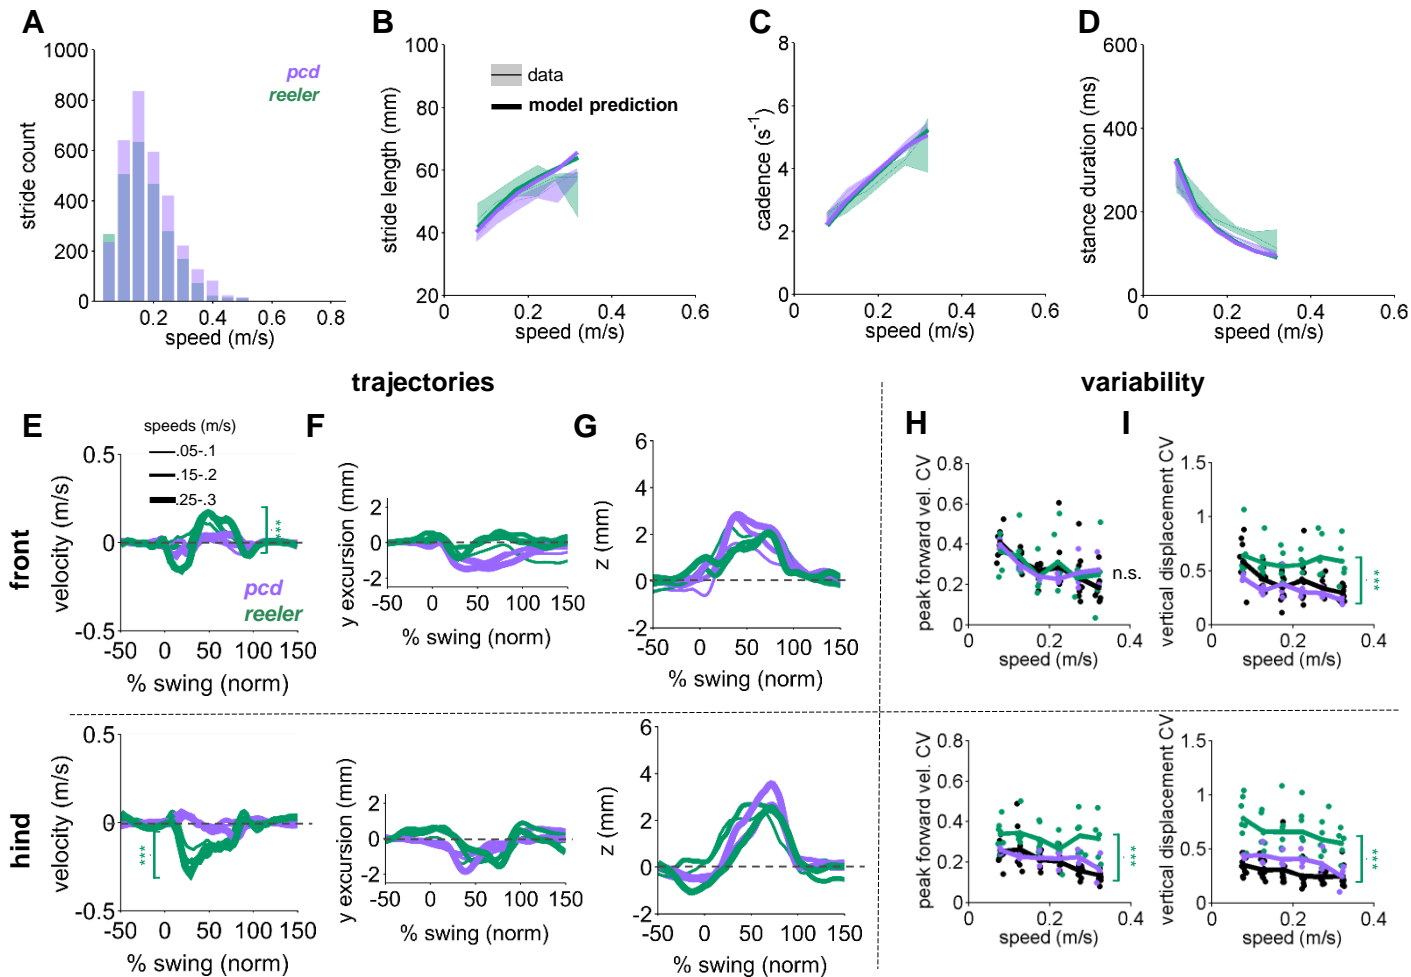 A
B
C
D
1000
800
600
400
200
0
stride count
0.2
0.4
0.6
0.8
speed (m/s)
pcd
reeler
100
80
60
40
20
stride length (mm)
0.2
0.4
0.6
speed (m/s)
data
model prediction
8
6
4
2
0
cadence (s-1)
0
0.2
0.4
0.6
speed (m/s)
600
400
200
0
stance duration (ms)
0
0.2
0.4
0.6
speed (m/s)
trajectories
variability
E
F
G
H
I
front
speeds (m/s)
.05-.1
.15-.2
.25-.3
0.5
0
-0.5
velocity (m/s)
***
pcd
reeler
-50
0
50
100
150
% swing (norm)
2
0
-2
y excursion (mm)
-50
0
50
100
150
% swing (norm)
6
4
2
0
-2
z (mm)
-50
0
50
100
150
% swing (norm)
0.8
0.6
0.4
0.2
0
peak forward vel. CV
0
0.2
0.4
speed (m/s)
n.s.
1.5
1
0.5
0
vertical displacement CV
0
0.2
0.4
speed (m/s)
***
hind
0.5
0
-0.5
velocity (m/s)
***
-50
0
50
100
150
% swing (norm)
2
0
-2
y excursion (mm)
-50
0
50
100
150
% swing (norm)
6
4
2
0
-2
z (mm)
-50
0
50
100
150
% swing (norm)
0.8
0.6
0.4
0.2
0
peak forward vel. CV
0
0.2
0.4
speed (m/s)
***
1.5
1
0.5
0
vertical displacement CV
0
0.2
0.4
speed (m/s)
***